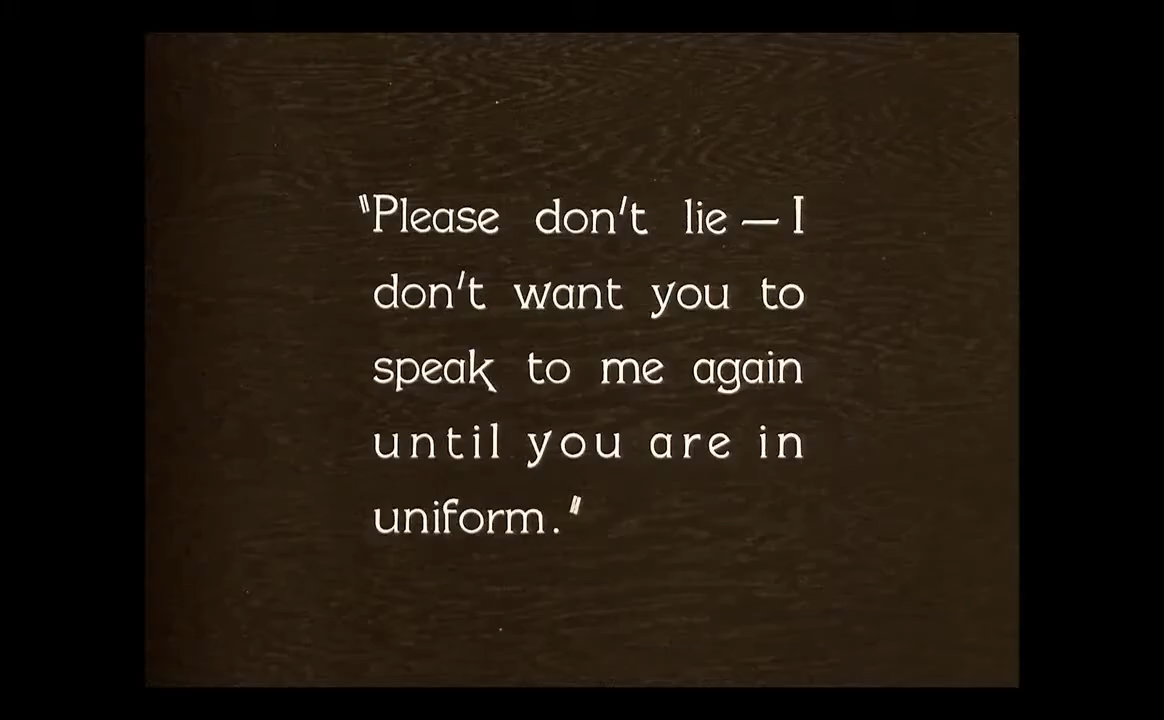 "Please don't lie — I
don't want you to
speak to me again
until you are in
uniform."